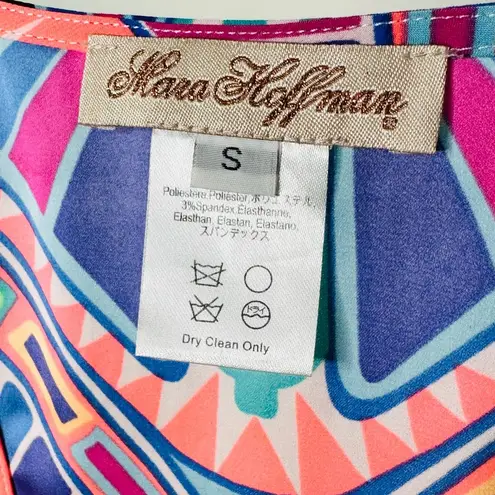 Mara Hoffman®
S
Poliestere, Poliester, ポリエステル,
3%Spandex, Elasthanne,
Elasthan, Elastan, Elastano,
スパンデックス
Dry Clean Only